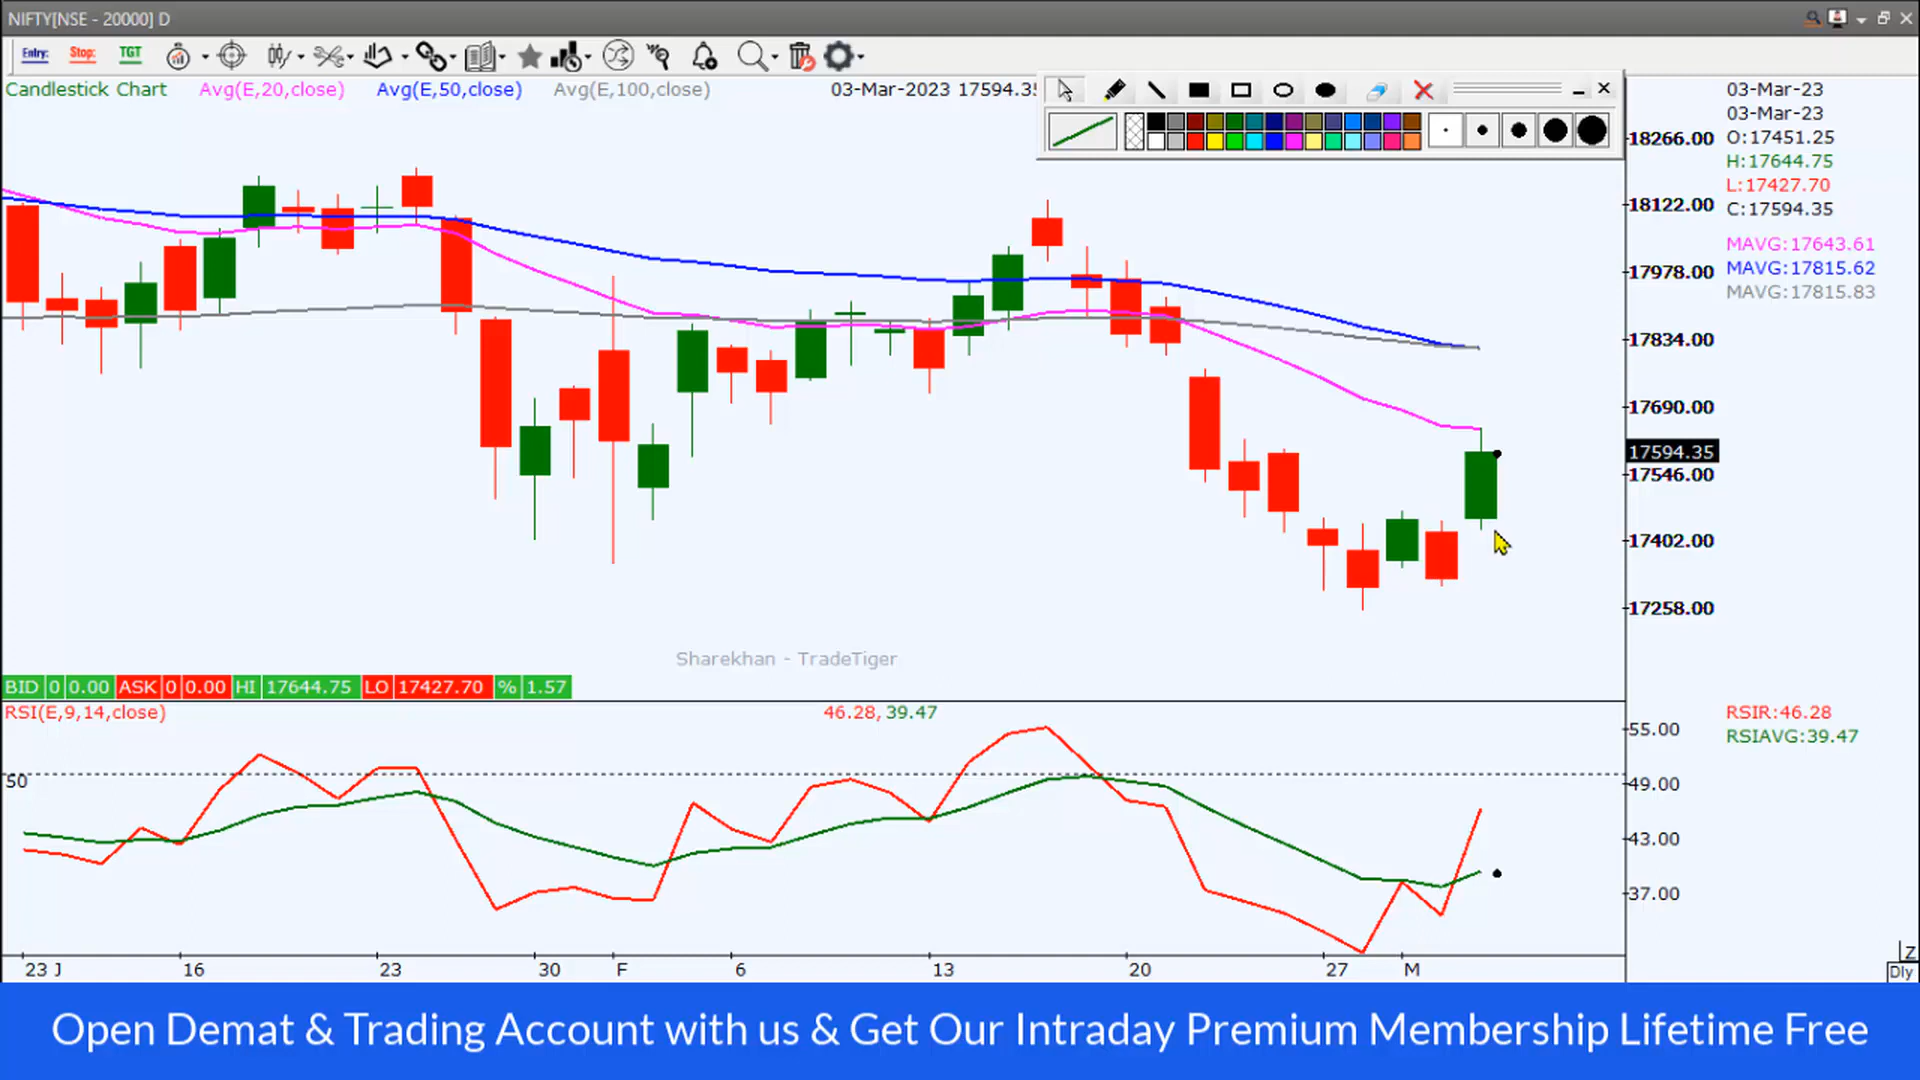 NIFTY[NSE - 20000] D
Entry: Stop: TGT
Candlestick Chart Avg(E,20,close) Avg(E,50,close) Avg(E,100,close) 03-Mar-2023 17594.35
03-Mar-23
03-Mar-23
O:17451.25
H:17644.75
L:17427.70
C:17594.35
MAVG:17643.61
MAVG:17815.62
MAVG:17815.83
18266.00
18122.00
17978.00
17834.00
17690.00
17594.35
17546.00
17402.00
17258.00
Sharekhan - TradeTiger
BID 0 0.00 ASK 0 0.00 HI 17644.75 LO 17427.70 % 1.57
RSI(E,9,14,close) 46.28, 39.47
RSIR:46.28
RSIAVG:39.47
55.00
50
49.00
43.00
37.00
23 J 16 23 30 F 6 13 20 27 M
Z
Dly
Open Demat & Trading Account with us & Get Our Intraday Premium Membership Lifetime Free